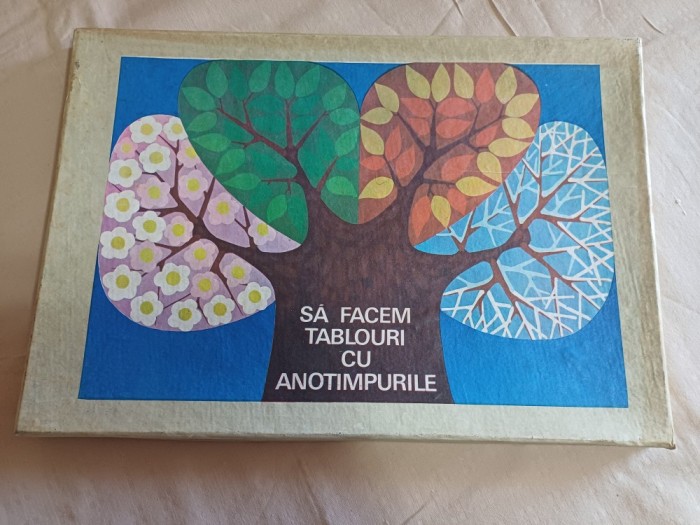 SĂ FACEM
TABLOURI
CU
ANOTIMPURILE